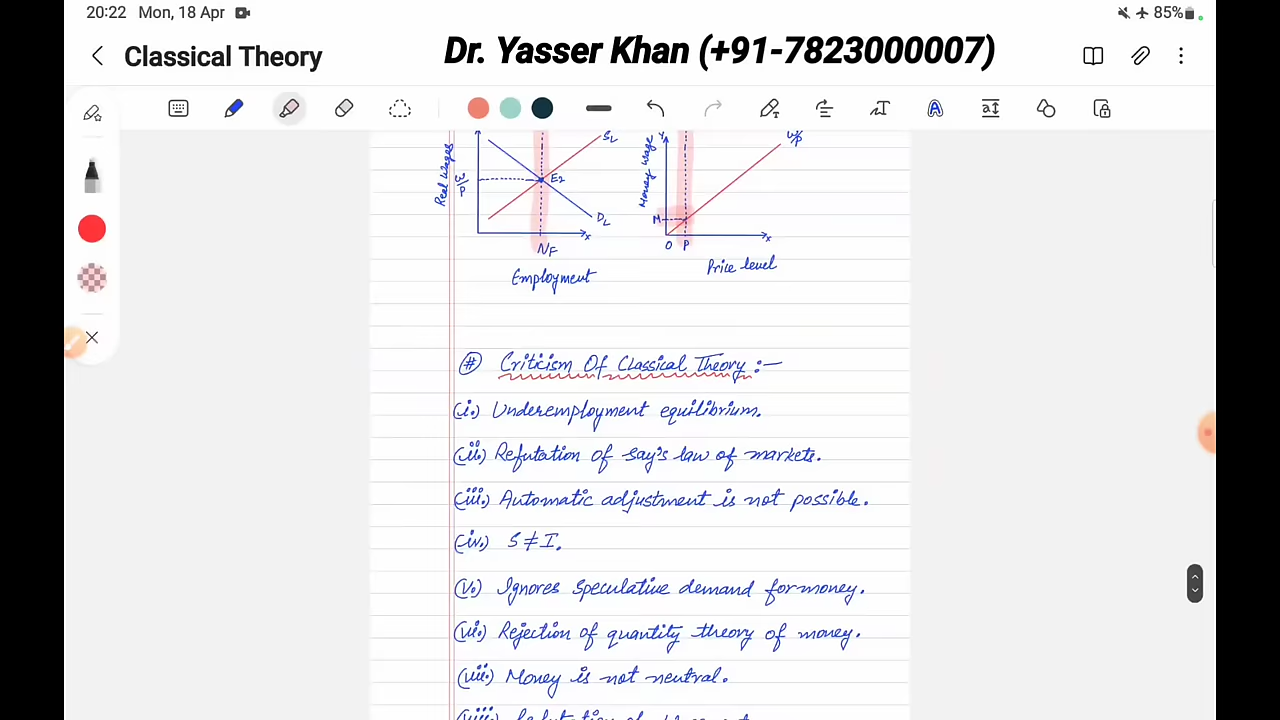 20:22 Mon, 18 Apr 85%
Classical Theory
Dr. Yasser Khan (+91-7823000007)
Real wages
W/P
SL
E2
DL
x
NF
Employment
Money wage
Y
W/P
M
O P
x
Price level
# Criticism Of Classical Theory :-
(i.) Underemployment equilibrium.
(ii.) Refutation of say's law of markets.
(iii.) Automatic adjustment is not possible.
(iv.) S ≠ I.
(v.) Ignores speculative demand for money.
(vi.) Rejection of quantity theory of money.
(vii.) Money is not neutral.
(viii.)